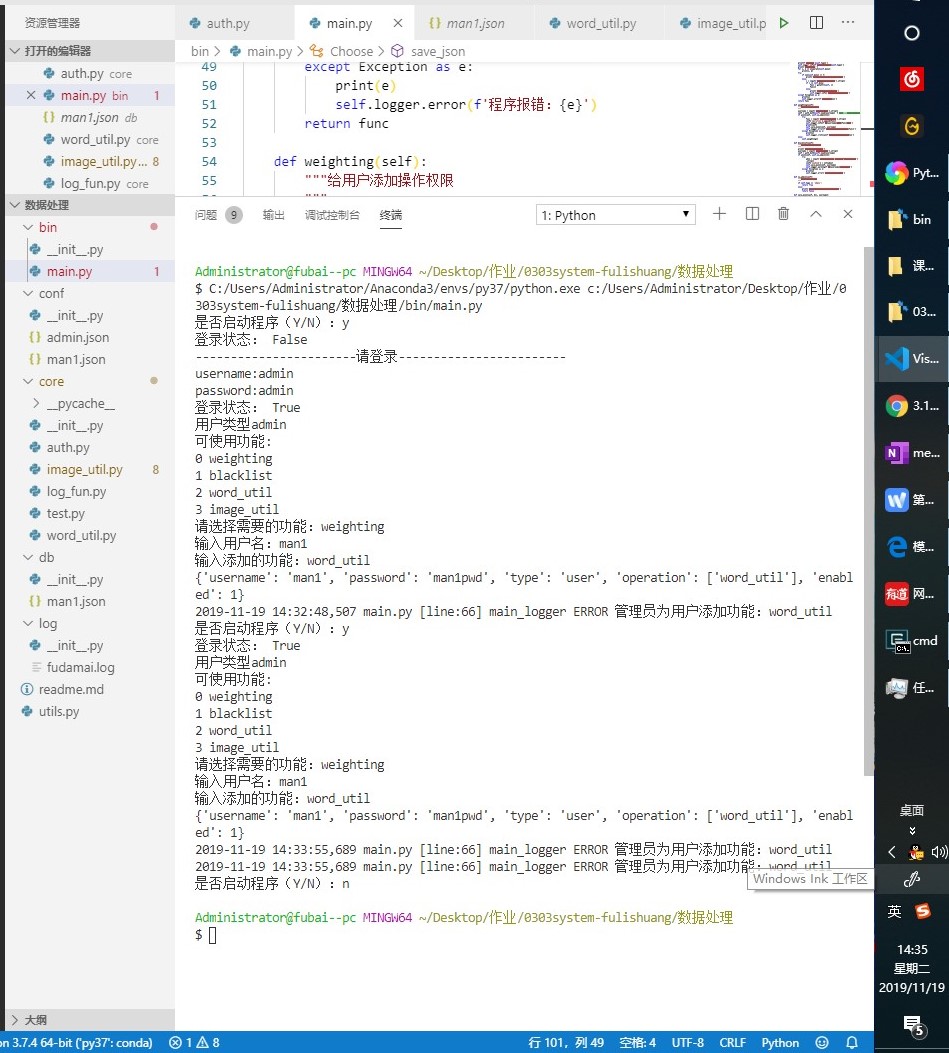 资源管理器
auth.py
main.py
man1.json
word_util.py
image_util.p
打开的编辑器
auth.py core
main.py bin 1
man1.json db
word_util.py core
image_util.py... 8
log_fun.py core
数据处理
bin
__init__.py
main.py 1
conf
__init__.py
admin.json
man1.json
core
__pycache__
__init__.py
auth.py
image_util.py 8
log_fun.py
test.py
word_util.py
db
__init__.py
man1.json
log
__init__.py
fudamai.log
readme.md
utils.py
大纲
bin > main.py > Choose > save_json
49 except Exception as e:
50 print(e)
51 self.logger.error(f'程序报错：{e}')
52 return func
53
54 def weighting(self):
55 """给用户添加操作权限
问题 9 输出 调试控制台 终端 1: Python
Administrator@fubai--pc MINGW64 ~/Desktop/作业/0303system-fulishuang/数据处理
$ C:/Users/Administrator/Anaconda3/envs/py37/python.exe c:/Users/Administrator/Desktop/作业/0
303system-fulishuang/数据处理/bin/main.py
是否启动程序（Y/N）：y
登录状态： False
-----------------------请登录------------------------
username:admin
password:admin
登录状态： True
用户类型admin
可使用功能:
0 weighting
1 blacklist
2 word_util
3 image_util
请选择需要的功能：weighting
输入用户名：man1
输入添加的功能：word_util
{'username': 'man1', 'password': 'man1pwd', 'type': 'user', 'operation': ['word_util'], 'enabl
ed': 1}
2019-11-19 14:32:48,507 main.py [line:66] main_logger ERROR 管理员为用户添加功能：word_util
是否启动程序（Y/N）：y
登录状态： True
用户类型admin
可使用功能:
0 weighting
1 blacklist
2 word_util
3 image_util
请选择需要的功能：weighting
输入用户名：man1
输入添加的功能：word_util
{'username': 'man1', 'password': 'man1pwd', 'type': 'user', 'operation': ['word_util'], 'enabl
ed': 1}
2019-11-19 14:33:55,689 main.py [line:66] main_logger ERROR 管理员为用户添加功能：word_util
2019-11-19 14:33:55,689 main.py [line:66] main_logger ERROR 管理员为用户添加功能：word_util
是否启动程序（Y/N）：n
Windows Ink 工作区
Administrator@fubai--pc MINGW64 ~/Desktop/作业/0303system-fulishuang/数据处理
$
on 3.7.4 64-bit ('py37': conda) 1 8 行 101，列 49 空格: 4 UTF-8 CRLF Python
Pyt...
bin
课...
03...
Vis...
3.1...
me...
第...
模...
有道 网...
cmd
任...
桌面
英
14:35
星期二
2019/11/19
5